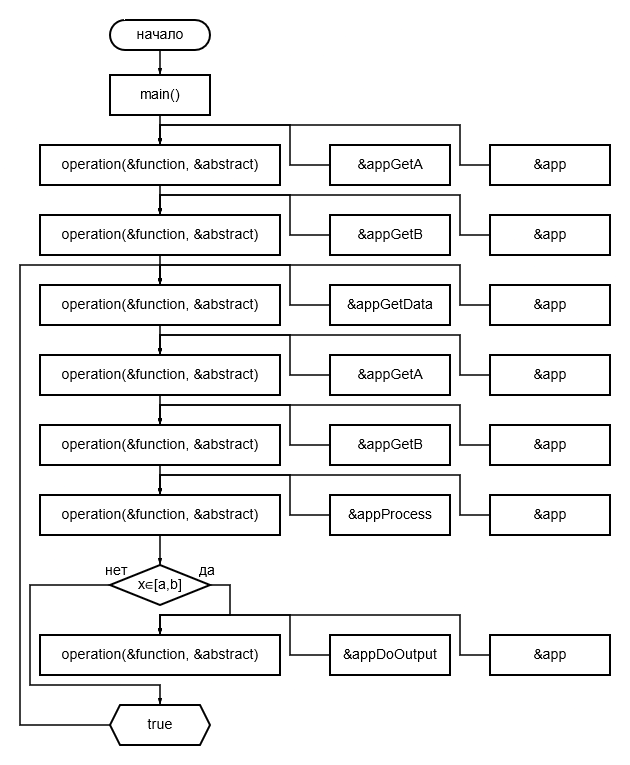 начало
main()
operation(&function, &abstract) &appGetA &app
operation(&function, &abstract) &appGetB &app
operation(&function, &abstract) &appGetData &app
operation(&function, &abstract) &appGetA &app
operation(&function, &abstract) &appGetB &app
operation(&function, &abstract) &appProcess &app
нет да
x∈[a,b]
operation(&function, &abstract) &appDoOutput &app
true